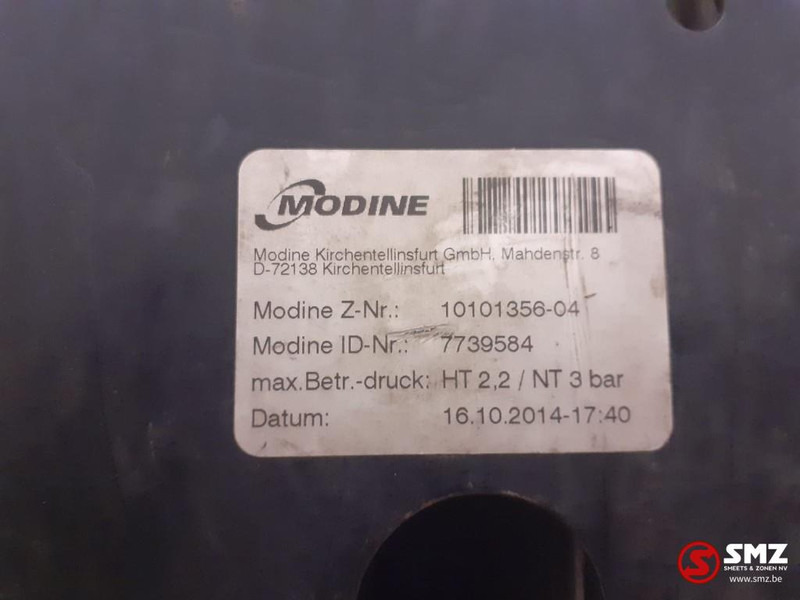 MODINE
Modine Kirchentellinsfurt GmbH, Mahdenstr. 8
D-72138 Kirchentellinsfurt
Modine Z-Nr.: 10101356-04
Modine ID-Nr.: 7739584
max.Betr.-druck: HT 2,2 / NT 3 bar
Datum: 16.10.2014-17:40
SMZ
SMEETS & ZONEN NV
www.smz.be